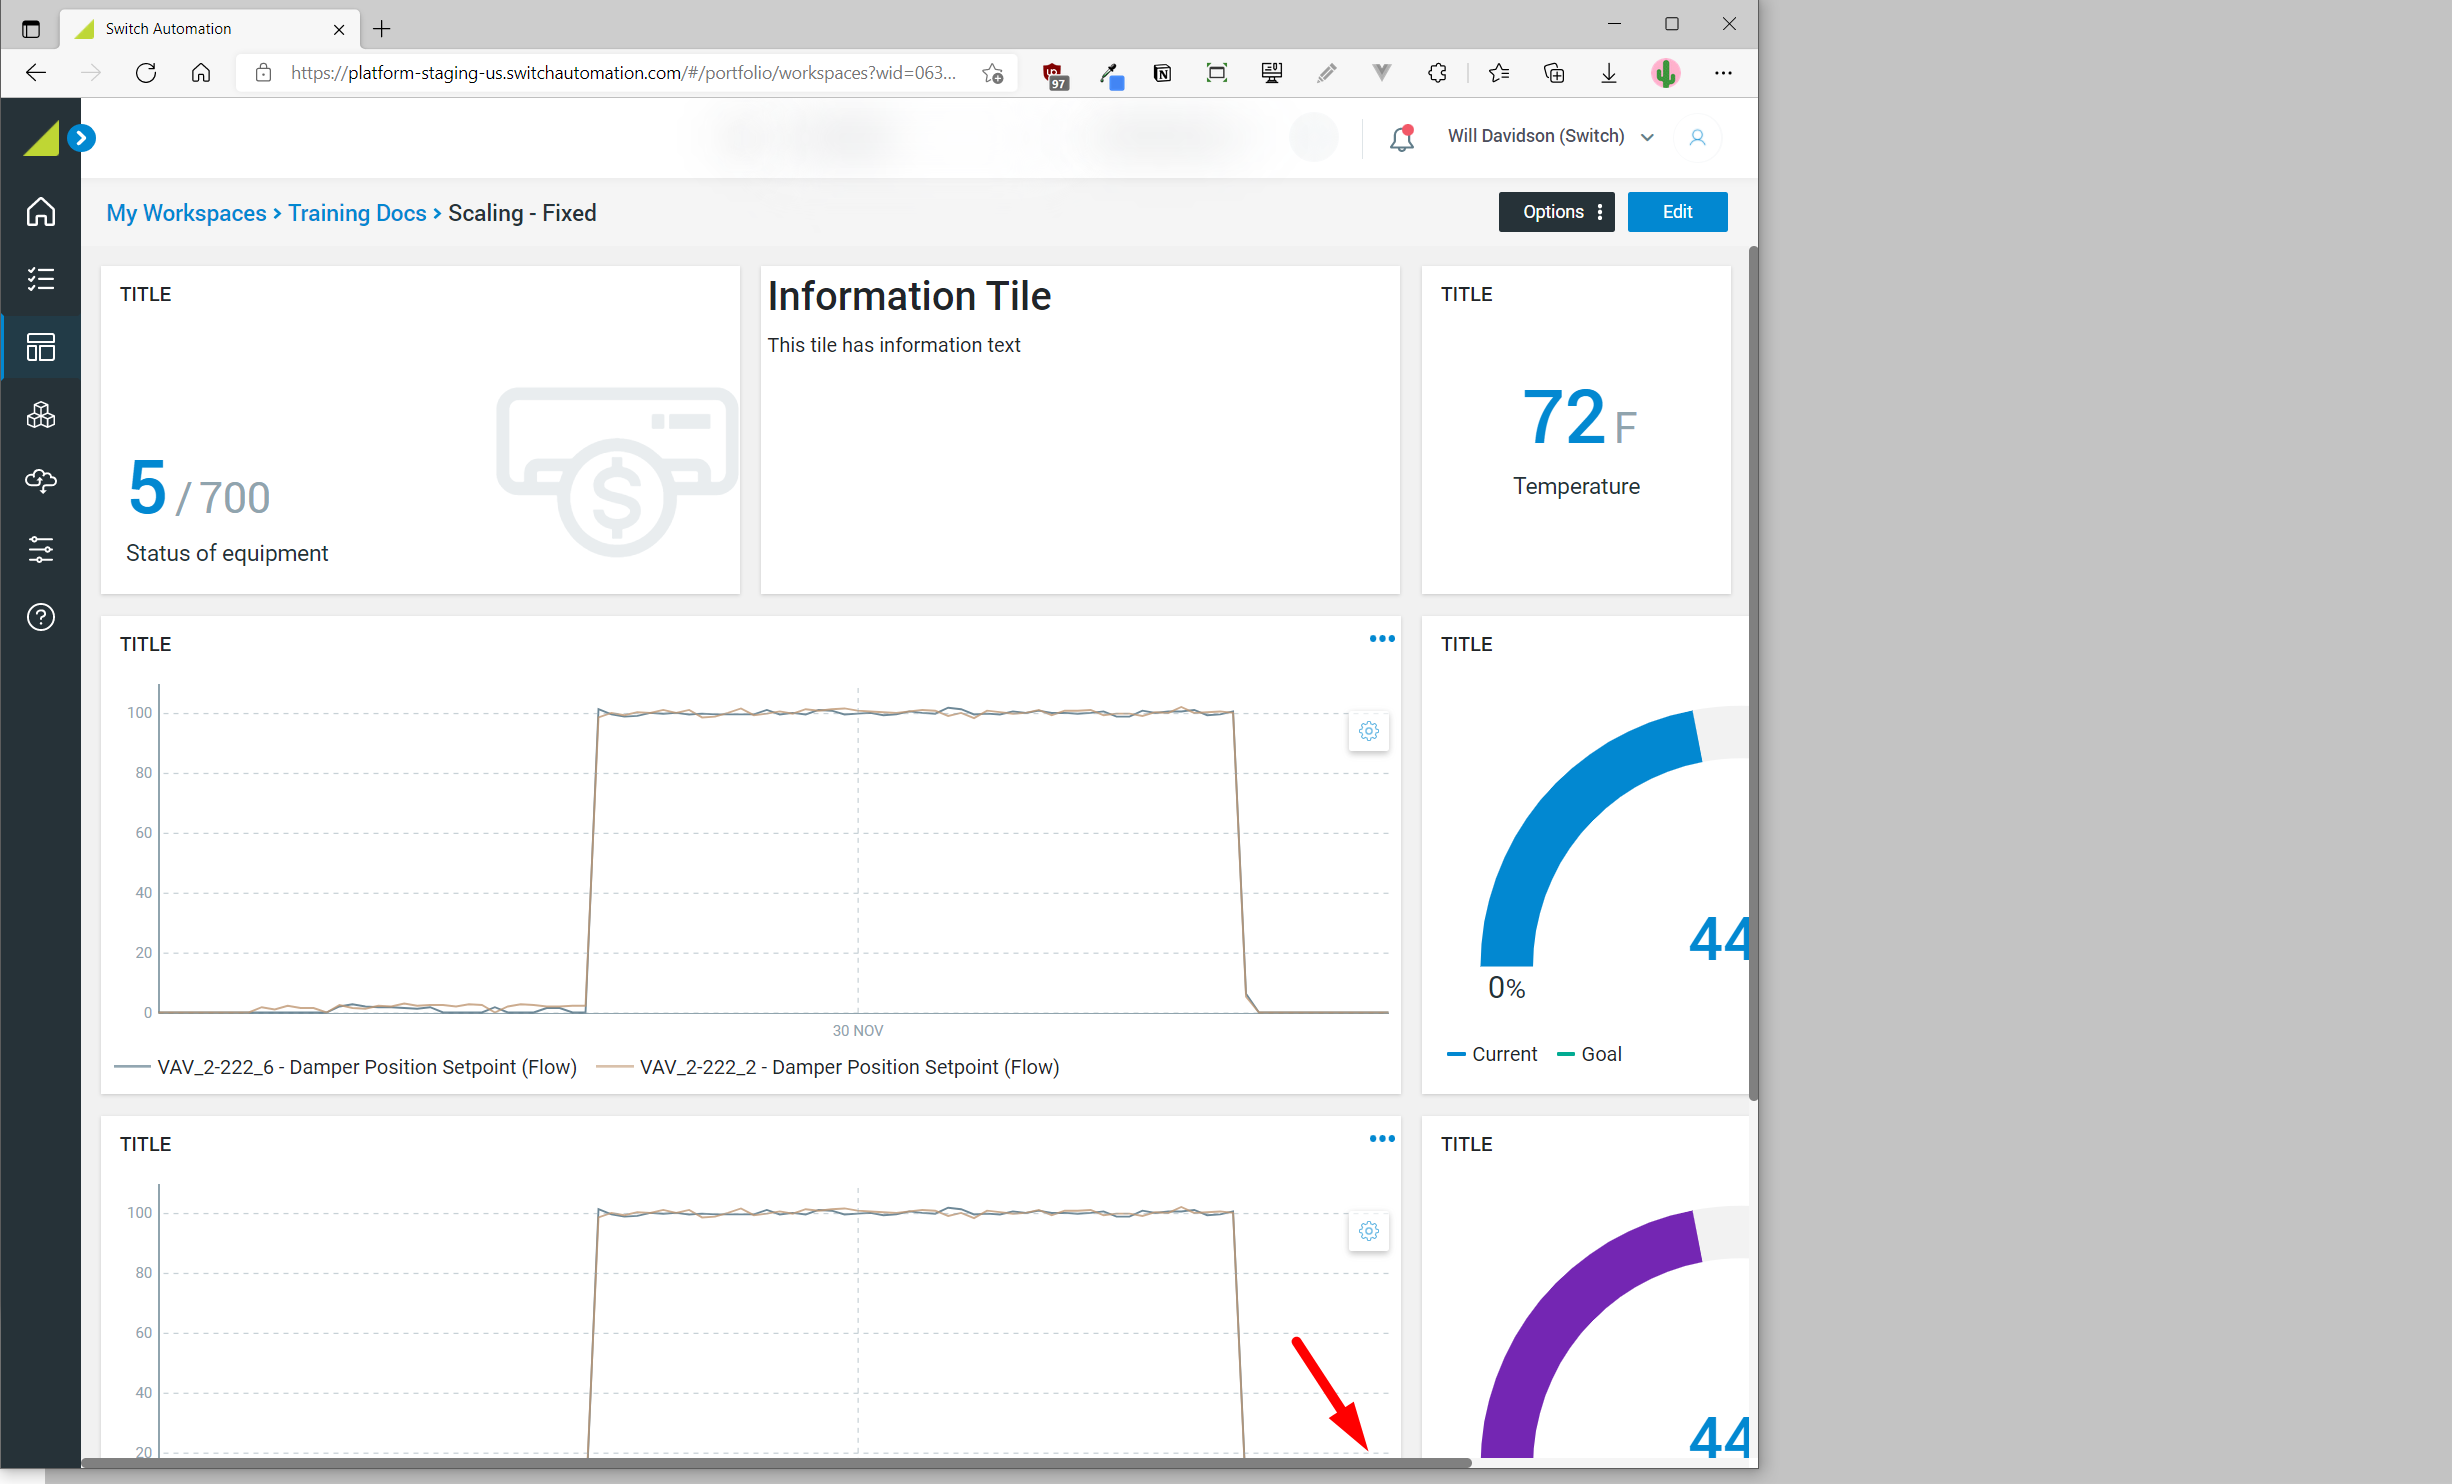 Switch Automation
https://platform-staging-us.switchautomation.com/#/portfolio/workspaces?wid=063...
97
Will Davidson (Switch)
My Workspaces > Training Docs > Scaling - Fixed
Options
Edit
TITLE
5 / 700
Status of equipment
Information Tile
This tile has information text
TITLE
72 F
Temperature
TITLE
100
80
60
40
20
0
30 NOV
VAV_2-222_6 - Damper Position Setpoint (Flow)
VAV_2-222_2 - Damper Position Setpoint (Flow)
TITLE
44
0%
Current
Goal
TITLE
100
80
60
40
20
TITLE
44